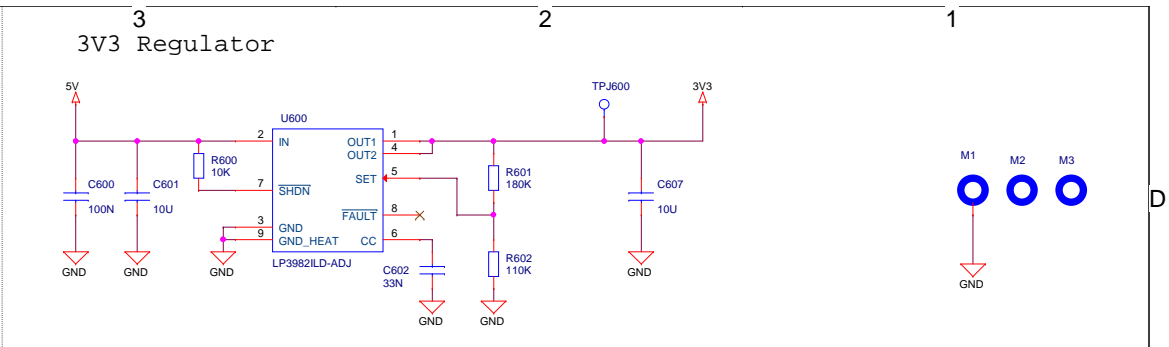 3 2 1
3V3 Regulator
5V TPJ600 3V3
U600
2 IN OUT1 1
OUT2 4
R600
10K
SET 5
R601
180K
M1 M2 M3
C600
100N
C601
10U
7 SHDN
C607
10U
D
FAULT 8
3 GND
9 GND_HEAT CC 6
LP3982ILD-ADJ
C602
33N
R602
110K
GND GND GND GND GND GND GND